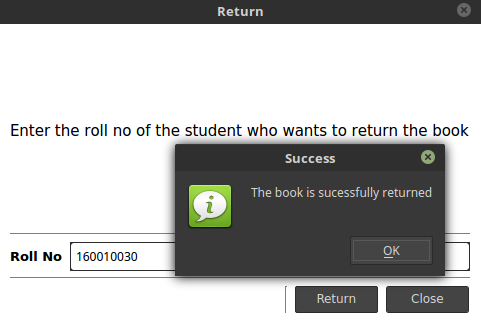 Return
Enter the roll no of the student who wants to return the book
Success
The book is sucessfully returned
OK
Roll No 160010030
Return Close